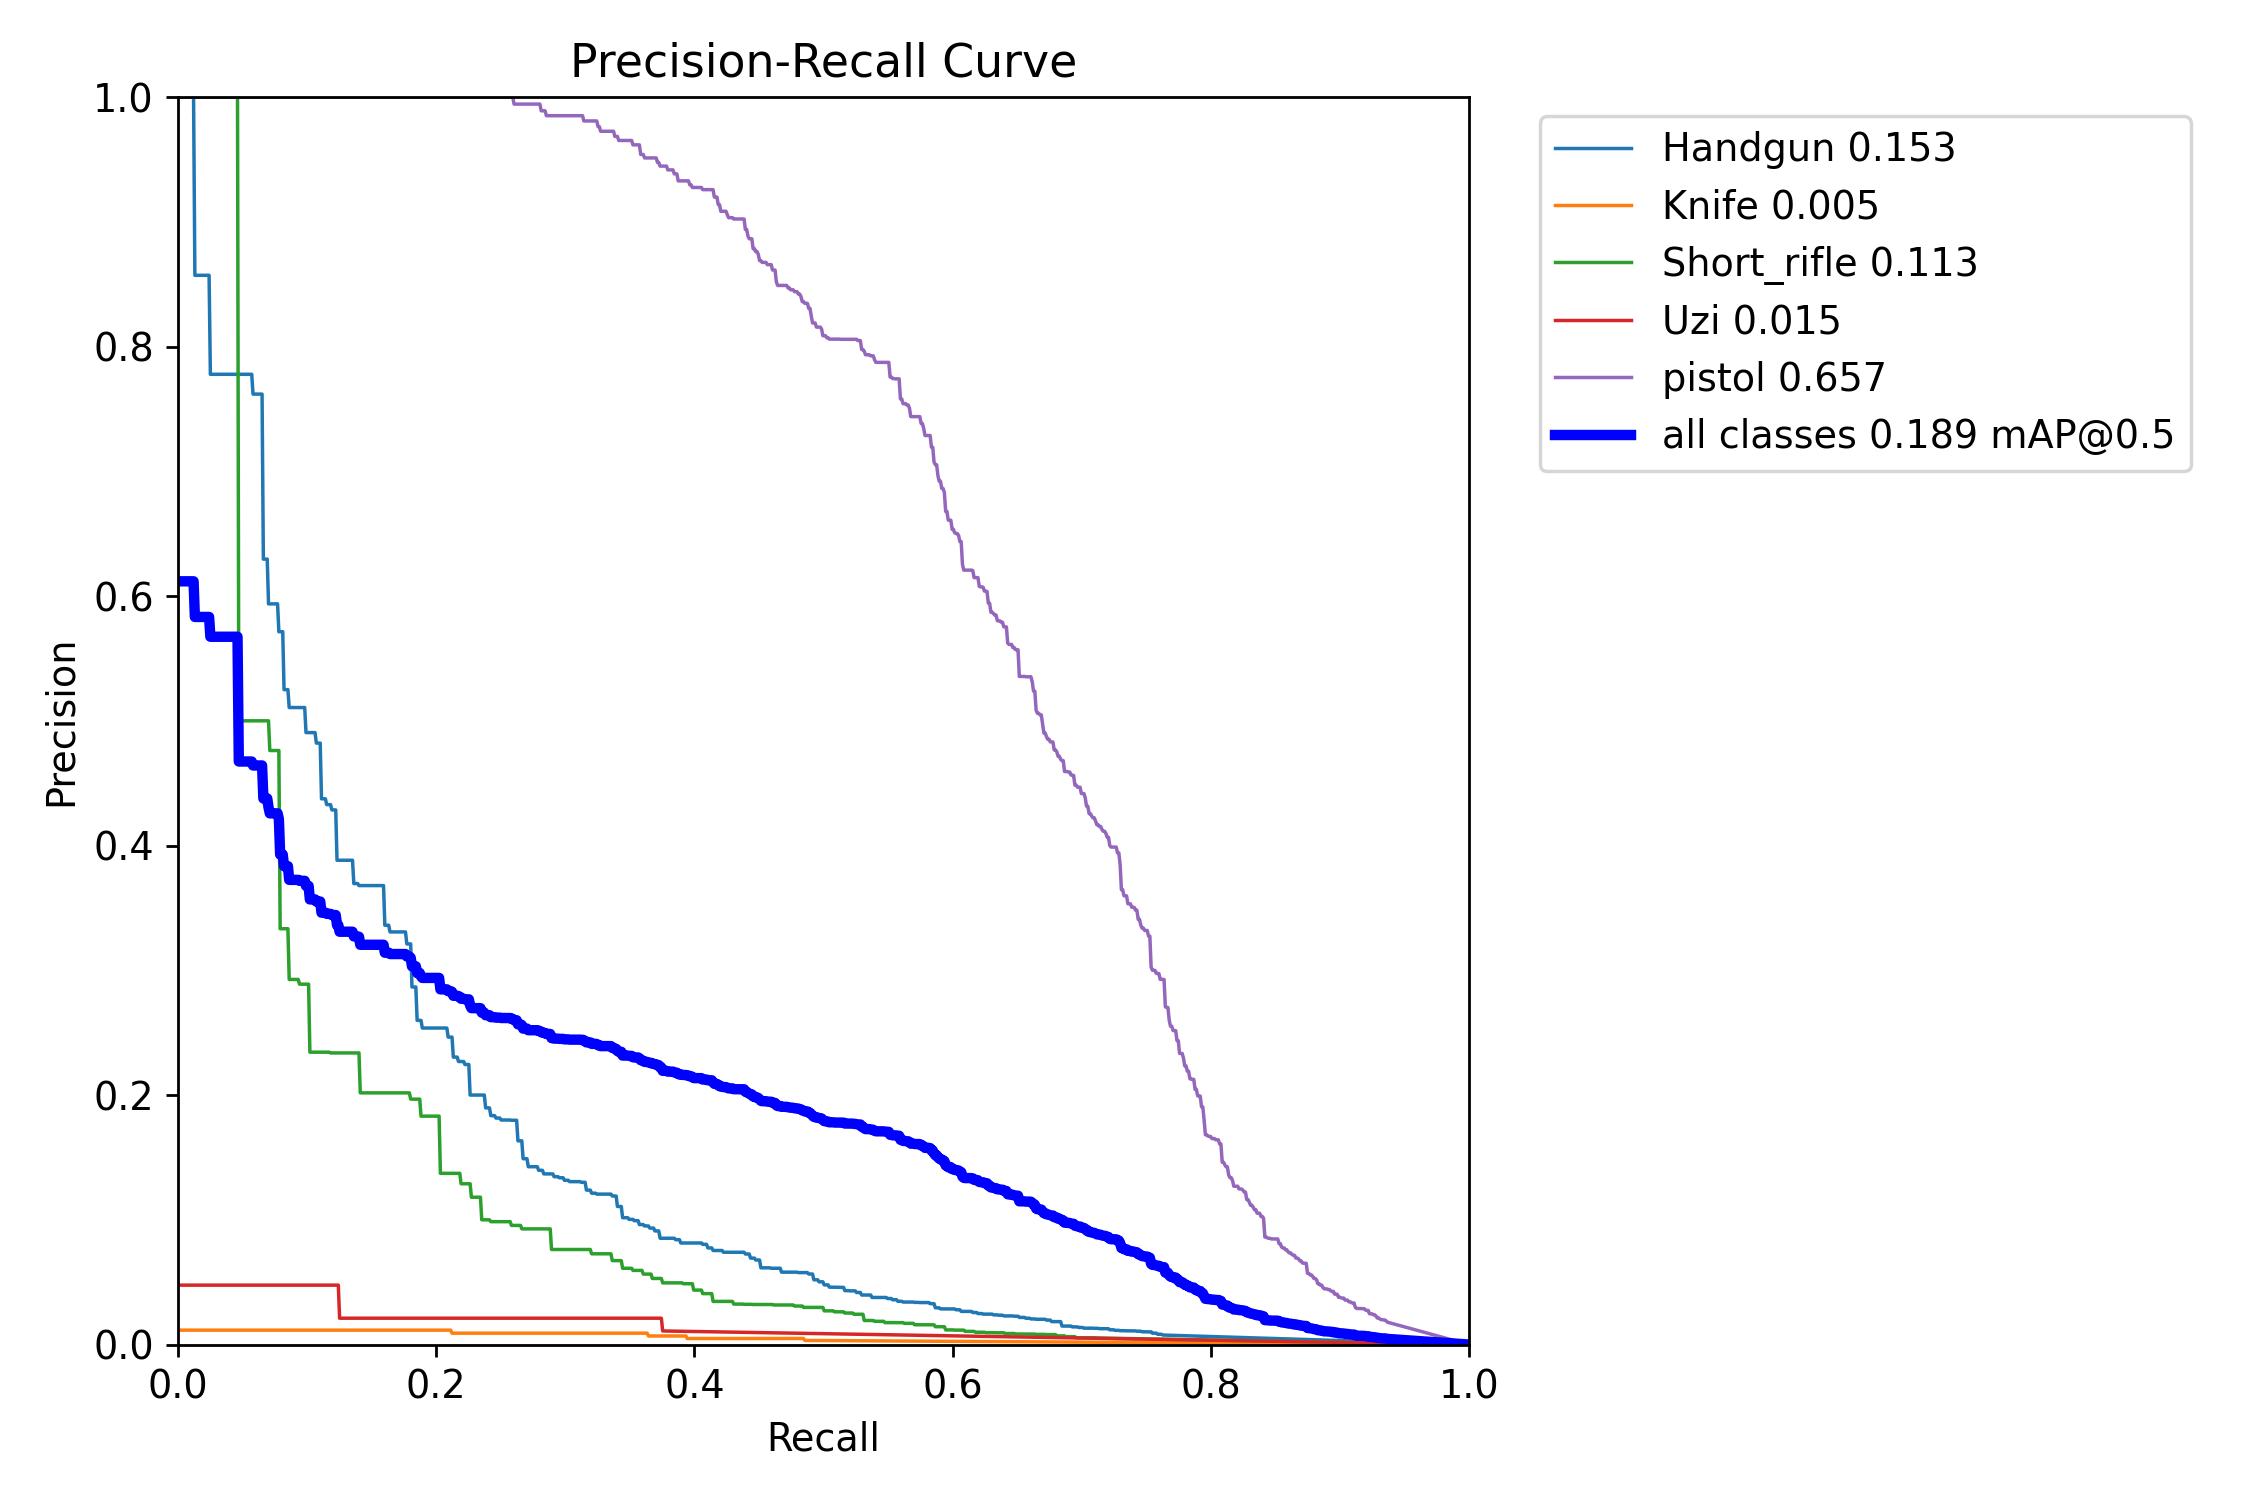 Precision-Recall Curve
1.0
0.8
0.6
0.4
0.2
0.0
Precision
0.0 0.2 0.4 0.6 0.8 1.0
Recall
Handgun 0.153
Knife 0.005
Short_rifle 0.113
Uzi 0.015
pistol 0.657
all classes 0.189 mAP@0.5